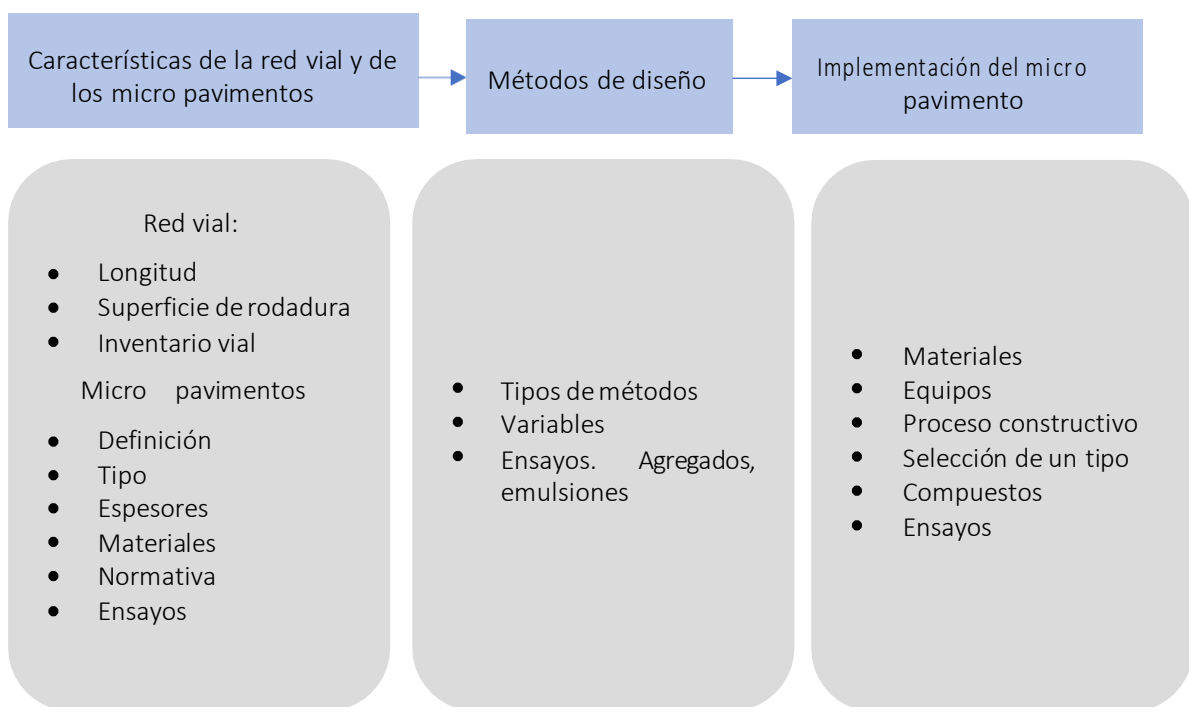 Características de la red vial y de
los micro pavimentos
Métodos de diseño
Implementación del micro
pavimento
Red vial:
• Longitud
• Superficie de rodadura
• Inventario vial
Micro pavimentos
• Definición
• Tipo
• Espesores
• Materiales
• Normativa
• Ensayos
• Tipos de métodos
• Variables
• Ensayos. Agregados,
emulsiones
• Materiales
• Equipos
• Proceso constructivo
• Selección de un tipo
• Compuestos
• Ensayos